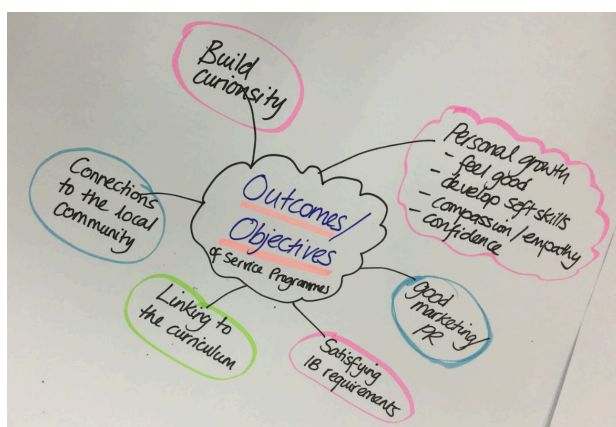 Build
curionsity
Personal growth
- feel good
- develop soft skills
- compassion/empathy
- confidence
Connections
to the local
community
Outcomes/
Objectives
of Service Programmes
good
marketing/
PR
Linking to
the curriculum
Satisfying
IB requirements